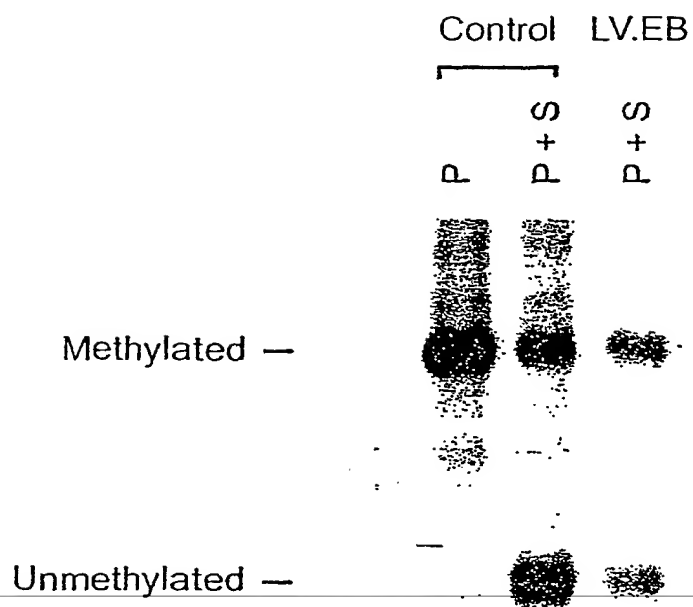 Control LV.EB
P P + S P + S
Methylated –
Unmethylated –